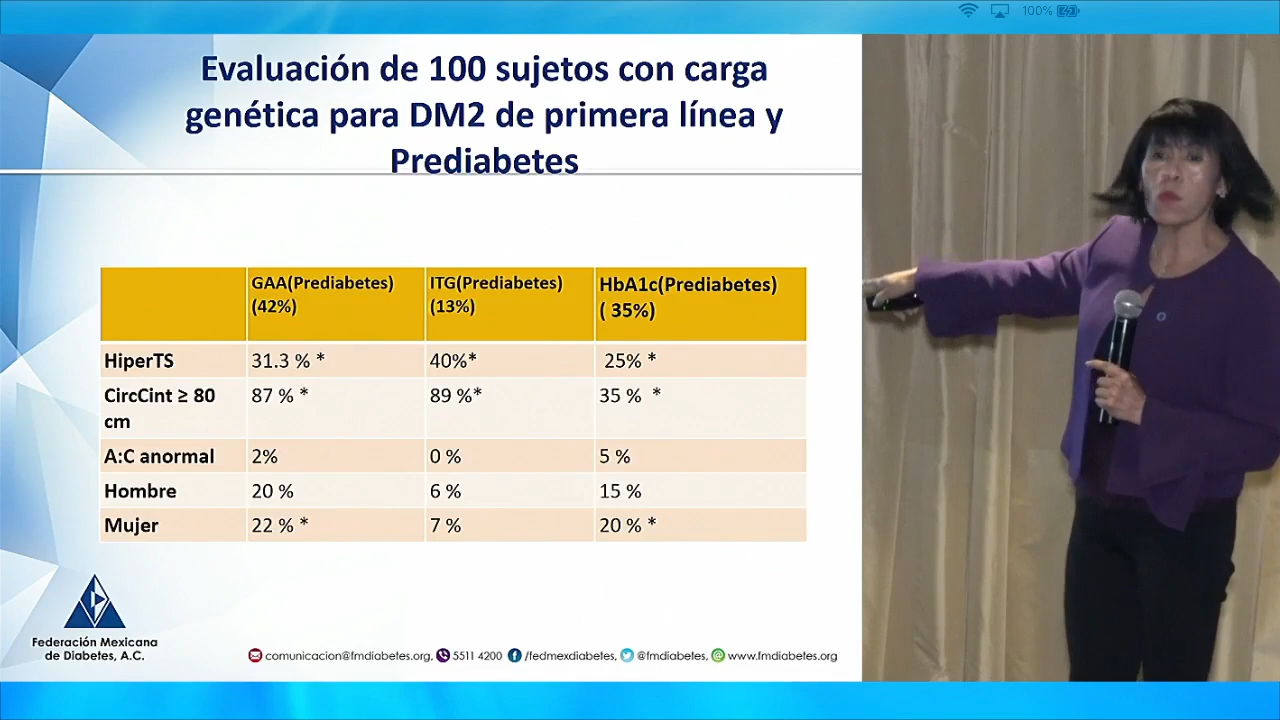 100%
Evaluación de 100 sujetos con carga
genética para DM2 de primera línea y
Prediabetes
GAA(Prediabetes) (42%) ITG(Prediabetes) (13%) HbA1c(Prediabetes) ( 35%)
HiperTS 31.3 % * 40%* 25% *
CircCint ≥ 80 cm 87 % * 89 %* 35 % *
A:C anormal 2% 0 % 5 %
Hombre 20 % 6 % 15 %
Mujer 22 % * 7 % 20 % *
Federación Mexicana
de Diabetes, A.C.
comunicacion@fmdiabetes.org, 5511 4200 /fedmexdiabetes, @fmdiabetes, www.fmdiabetes.org